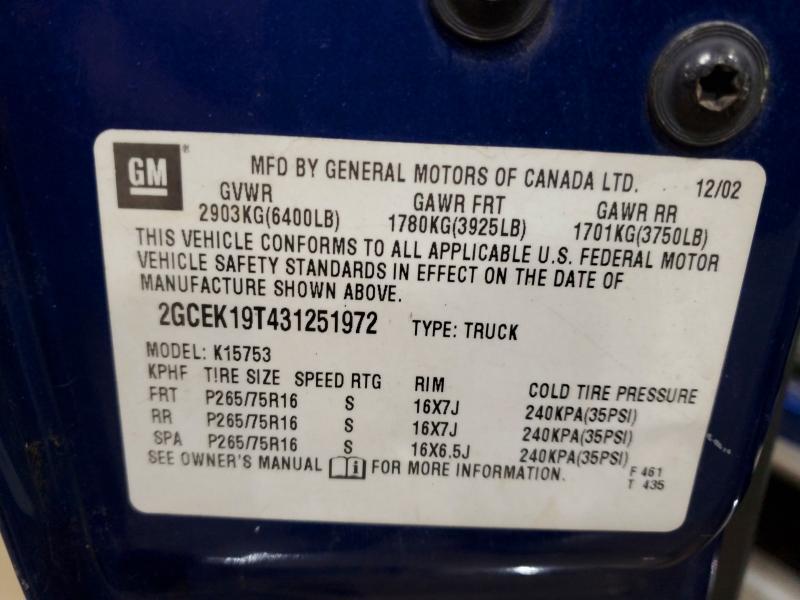 GM ® MFD BY GENERAL MOTORS OF CANADA LTD. 12/02
GVWR GAWR FRT GAWR RR
2903KG(6400LB) 1780KG(3925LB) 1701KG(3750LB)
THIS VEHICLE CONFORMS TO ALL APPLICABLE U.S. FEDERAL MOTOR
VEHICLE SAFETY STANDARDS IN EFFECT ON THE DATE OF
MANUFACTURE SHOWN ABOVE.
2GCEK19T431251972 TYPE: TRUCK
MODEL: K15753
KPHF TIRE SIZE SPEED RTG RIM COLD TIRE PRESSURE
FRT P265/75R16 S 16X7J 240KPA(35PSI)
RR P265/75R16 S 16X7J 240KPA(35PSI)
SPA P265/75R16 S 16X6.5J 240KPA(35PSI)
SEE OWNER'S MANUAL i FOR MORE INFORMATION. F 461
T 435